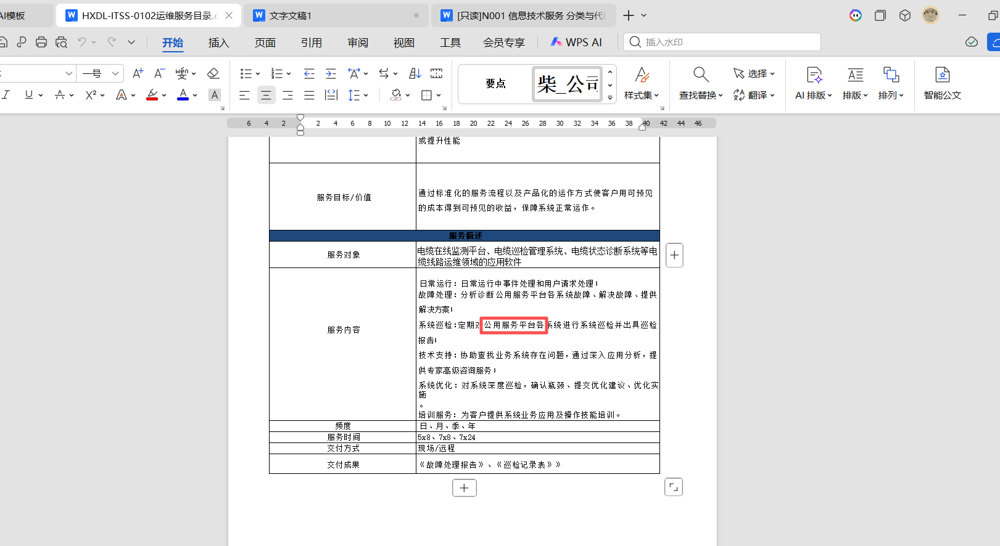 AI模板
HXDL-ITSS-0102运维服务目录.
文字文稿1
[只读]N001 信息技术服务 分类与代
开始
插入
页面
引用
审阅
视图
工具
会员专享
WPS AI
插入水印
一号
要点
柴_公司
样式集
查找替换
选择
翻译
AI 排版
排版
排列
智能公文
6 4 2 2 4 6 8 10 12 14 16 18 20 22 24 26 28 30 32 34 36 38 40 42 44 46
或提升性能
服务目标/价值
通过标准化的服务流程以及产品化的运作方式使客户用可预见
的成本得到可预见的收益，保障系统正常运作。
服务描述
服务对象
电缆在线监测平台、电缆巡检管理系统、电缆状态诊断系统等电
缆线路运维领域的应用软件
服务内容
日常运行：日常运行中事件处理和用户请求处理；
故障处理：分析诊断公用服务平台各系统故障、解决故障、提供
解决方案；
系统巡检:定期对公用服务平台各系统进行系统巡检并出具巡检
报告；
技术支持：协助查找业务系统存在问题，通过深入应用分析，提
供专家高级咨询服务；
系统优化：对系统深度巡检，确认瓶颈、提交优化建议、优化实
施
。
培训服务：为客户提供系统业务应用及操作技能培训。
频度
日、月、季、年
服务时间
5x8、7x8、7x24
交付方式
现场/远程
交付成果
《故障处理报告》、《巡检记录表》》